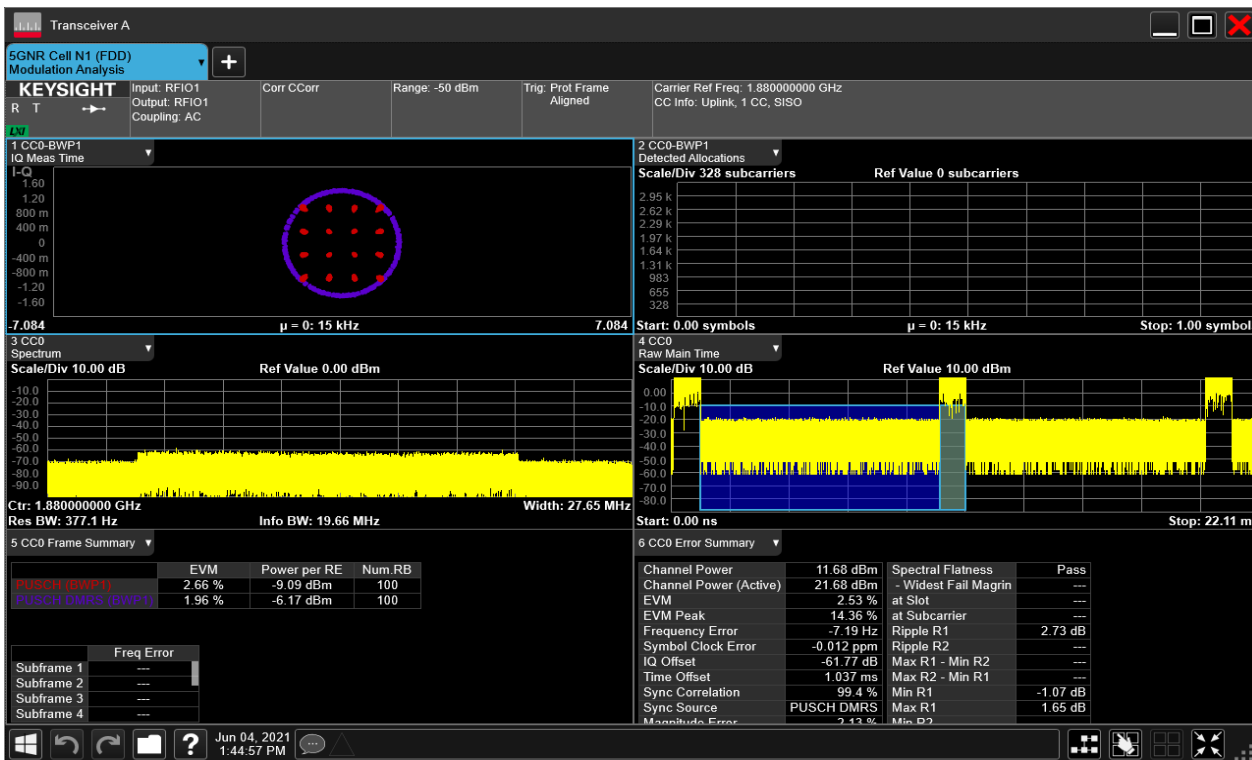 Transceiver A
5GNR Cell N1 (FDD)
Modulation Analysis
+
KEYSIGHT
R T
LXI
Input: RFIO1
Output: RFIO1
Coupling: AC
Corr CCorr
Range: -50 dBm
Trig: Prot Frame
Aligned
Carrier Ref Freq: 1.880000000 GHz
CC Info: Uplink, 1 CC, SISO
1 CC0-BWP1
IQ Meas Time
I-Q
1.60
1.20
800 m
400 m
0
-400 m
-800 m
-1.20
-1.60
-7.084 µ = 0: 15 kHz 7.084
2 CC0-BWP1
Detected Allocations
Scale/Div 328 subcarriers Ref Value 0 subcarriers
2.95 k
2.62 k
2.29 k
1.97 k
1.64 k
1.31 k
983
655
328
Start: 0.00 symbols µ = 0: 15 kHz Stop: 1.00 symbol
3 CC0
Spectrum
Scale/Div 10.00 dB Ref Value 0.00 dBm
-10.0
-20.0
-30.0
-40.0
-50.0
-60.0
-70.0
-80.0
-90.0
Ctr: 1.880000000 GHz Width: 27.65 MHz
Res BW: 377.1 Hz Info BW: 19.66 MHz
4 CC0
Raw Main Time
Scale/Div 10.00 dB Ref Value 10.00 dBm
0.00
-10.0
-20.0
-30.0
-40.0
-50.0
-60.0
-70.0
-80.0
Start: 0.00 ns Stop: 22.11 m
5 CC0 Frame Summary
EVM Power per RE Num.RB
PUSCH (BWP1) 2.66 % -9.09 dBm 100
PUSCH DMRS (BWP1) 1.96 % -6.17 dBm 100
Freq Error
Subframe 1 ---
Subframe 2 ---
Subframe 3 ---
Subframe 4 ---
6 CC0 Error Summary
Channel Power 11.68 dBm Spectral Flatness Pass
Channel Power (Active) 21.68 dBm - Widest Fail Magrin ---
EVM 2.53 % at Slot ---
EVM Peak 14.36 % at Subcarrier ---
Frequency Error -7.19 Hz Ripple R1 2.73 dB
Symbol Clock Error -0.012 ppm Ripple R2 ---
IQ Offset -61.77 dB Max R1 - Min R2 ---
Time Offset 1.037 ms Max R2 - Min R1 ---
Sync Correlation 99.4 % Min R1 -1.07 dB
Sync Source PUSCH DMRS Max R1 1.65 dB
Magnitude Error 2.13 % Min R2
? Jun 04, 2021
1:44:57 PM